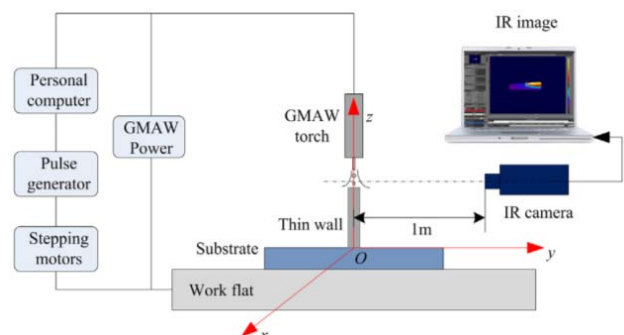 IR image
Personal
computer
GMAW
Power
GMAW
torch
z
Pulse
generator
Stepping
motors
Thin wall
1m
IR camera
Substrate
O
y
Work flat
x